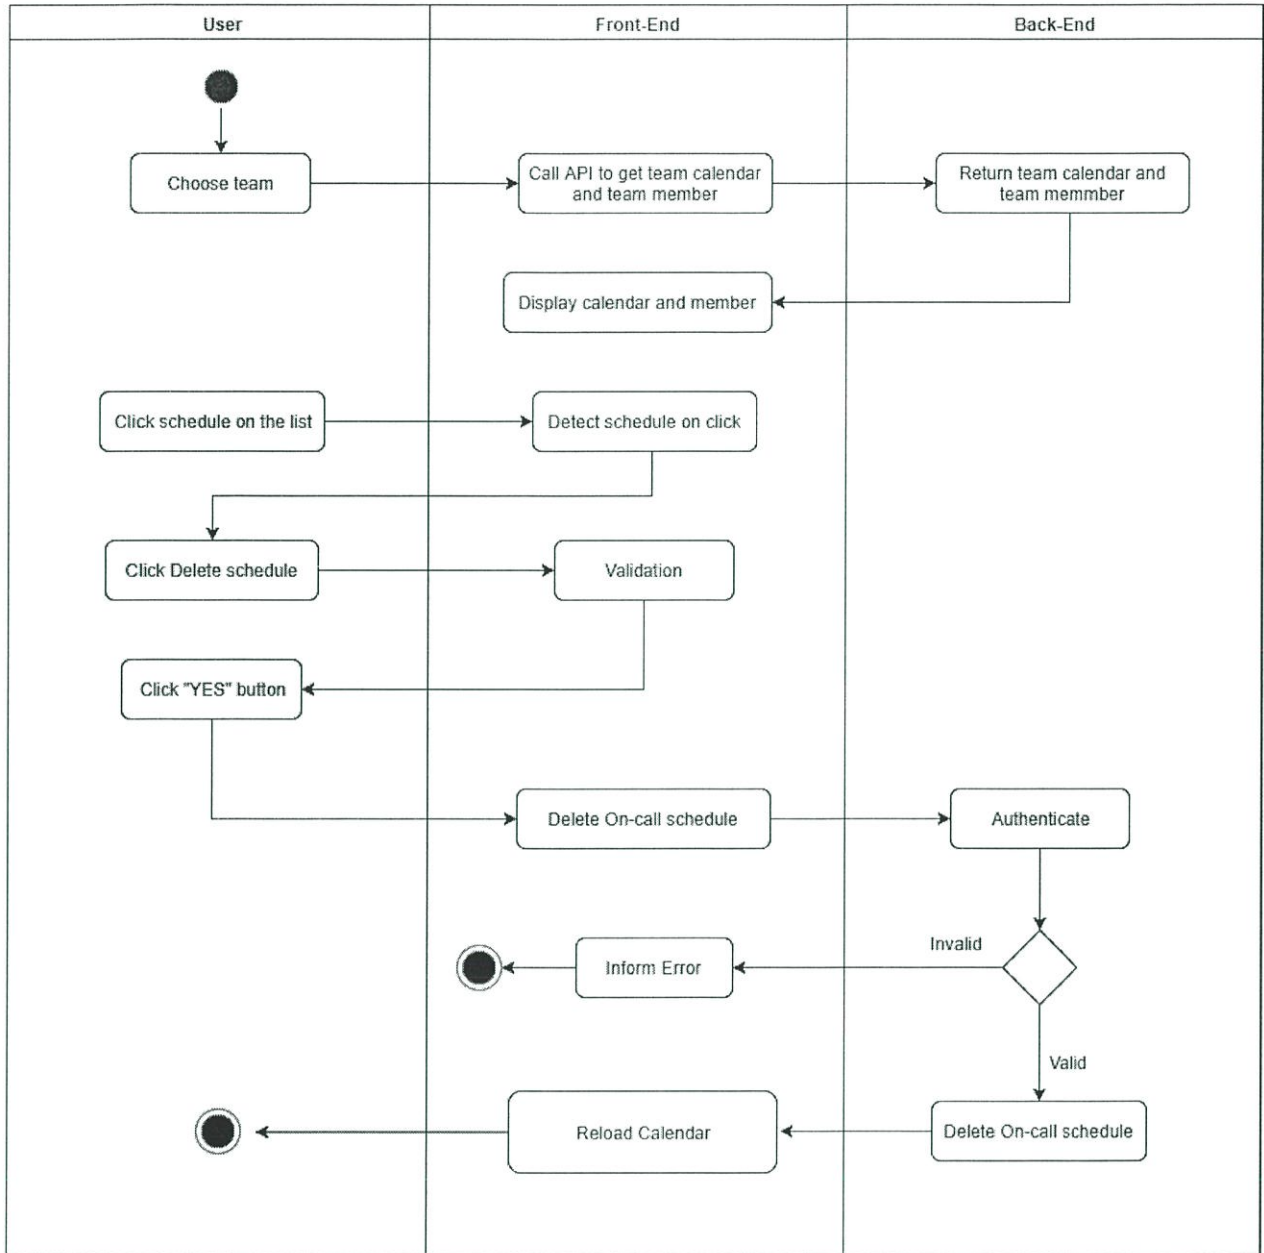 User
Front-End
Back-End
Choose team
Call API to get team calendar
and team member
Return team calendar and
team memmber
Display calendar and member
Click schedule on the list
Detect schedule on click
Click Delete schedule
Validation
Click "YES" button
Delete On-call schedule
Authenticate
Invalid
Inform Error
Valid
Reload Calendar
Delete On-call schedule